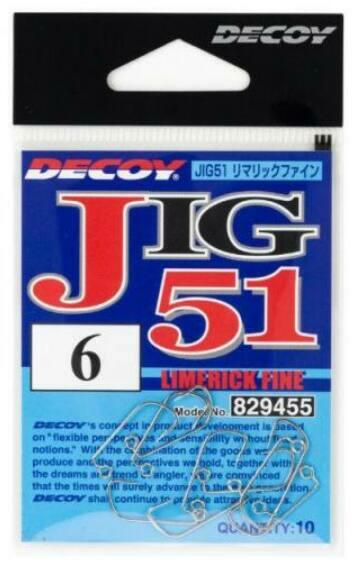 DECOY
DECOY® JIG51 リマリックファイン
JIG
51
6
LIMERICK FINE
Model No. 829455
DECOY's concept in product development is based
on "flexible perspectives and sensibility without fixed
notions." With the combination of the goods we
produce and the perspectives we hold, together with
the dreams and trend of angler, we are convinced
that the times will surely advance to the next generation
DECOY shall continue to provide attractive ideas.
QUANTITY:10